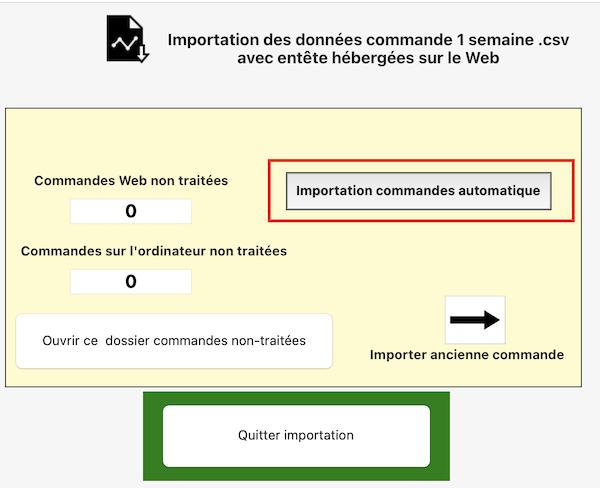 Importation des données commande 1 semaine .csv
avec entête hébergées sur le Web
Commandes Web non traitées
0
Importation commandes automatique
Commandes sur l'ordinateur non traitées
0
Ouvrir ce  dossier commandes non-traitées
Importer ancienne commande
Quitter importation